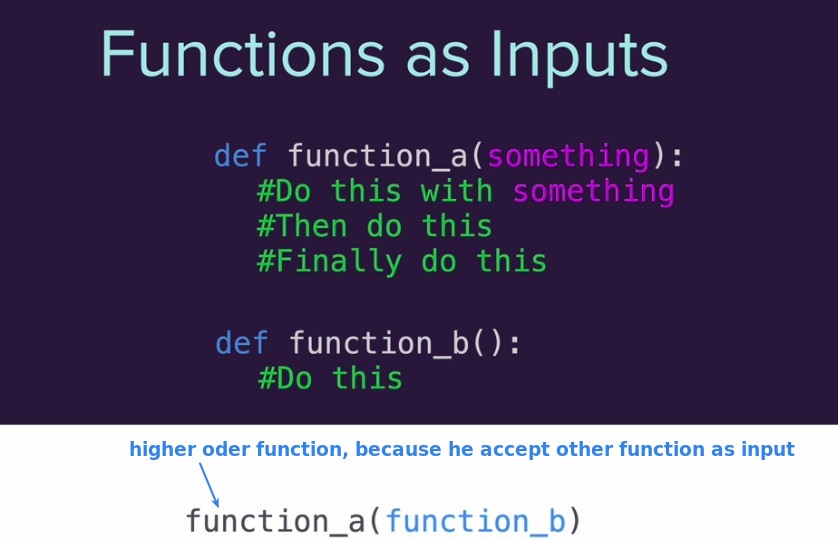 Functions as Inputs
def function_a(something):
#Do this with something
#Then do this
#Finally do this
def function_b():
#Do this
higher oder function, because he accept other function as input
function_a(function_b)